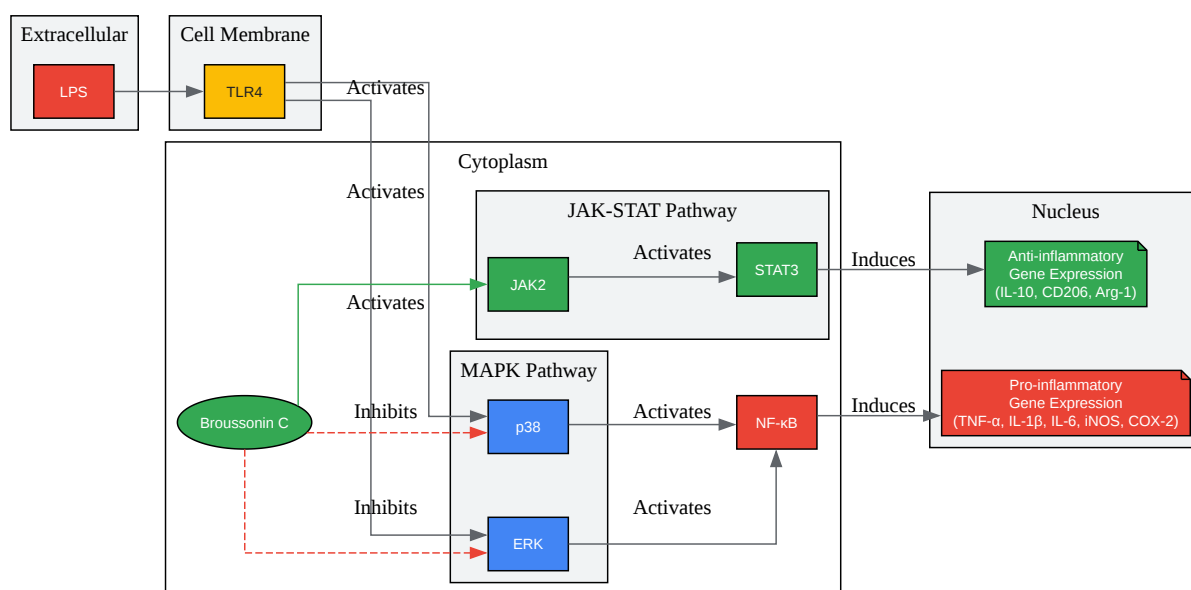 Extracellular
Cell Membrane
LPS
TLR4
Activates
Cytoplasm
Activates
JAK-STAT Pathway
Nucleus
Activates
Induces
Anti-inflammatory
Gene Expression
(IL-10, CD206, Arg-1)
JAK2
STAT3
Activates
MAPK Pathway
Pro-inflammatory
Gene Expression
(TNF-α, IL-1β, IL-6, iNOS, COX-2)
Broussonin C
Inhibits
p38
Activates
NF-κB
Induces
Inhibits
ERK
Activates